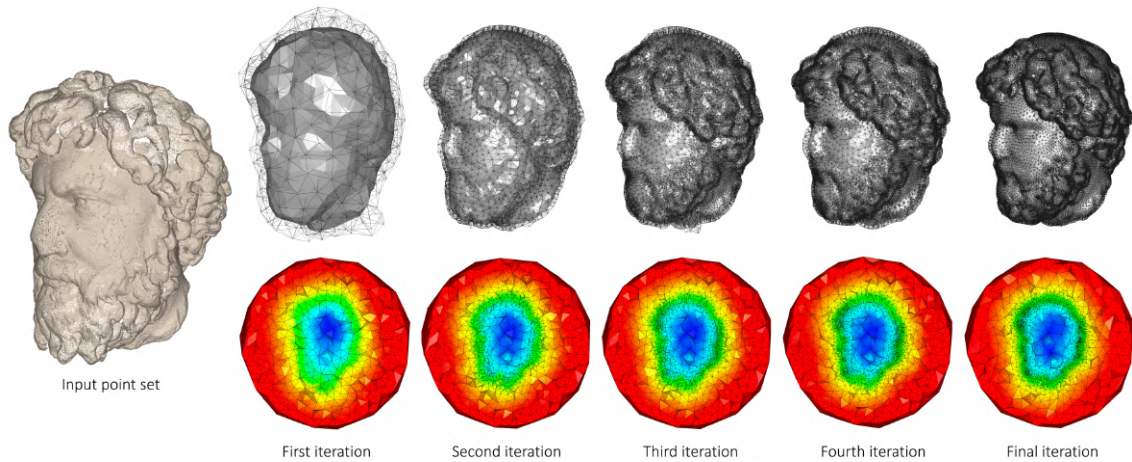 Input point set
First iteration
Second iteration
Third iteration
Fourth iteration
Final iteration